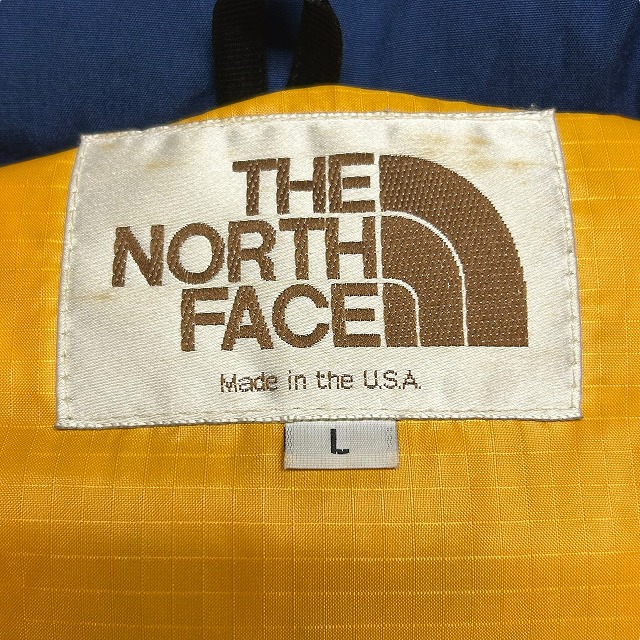 THE
NORTH
FACE
Made in the U.S.A.
L